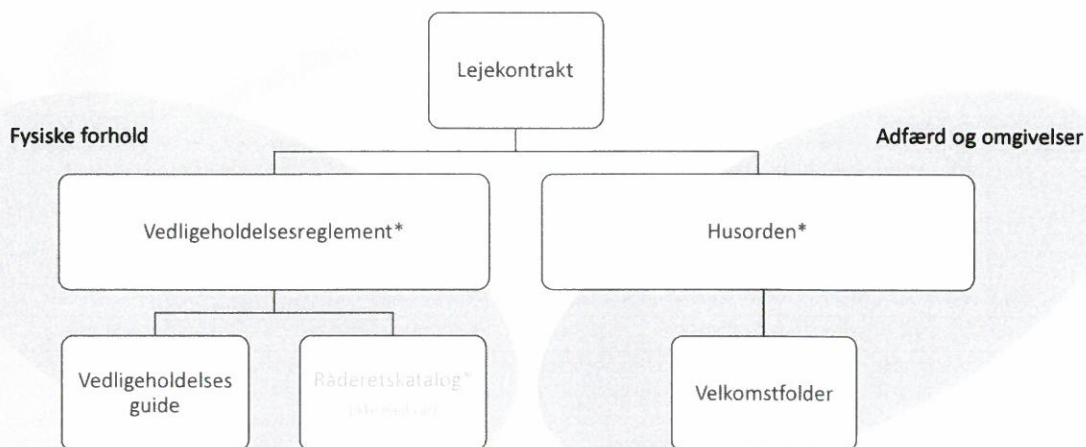 Lejekontrakt
Fysiske forhold
Adfærd og omgivelser
Vedligeholdelsesreglement*
Husorden*
Vedligeholdelses
guide
Råderetskatalog*
Velkomstfolder